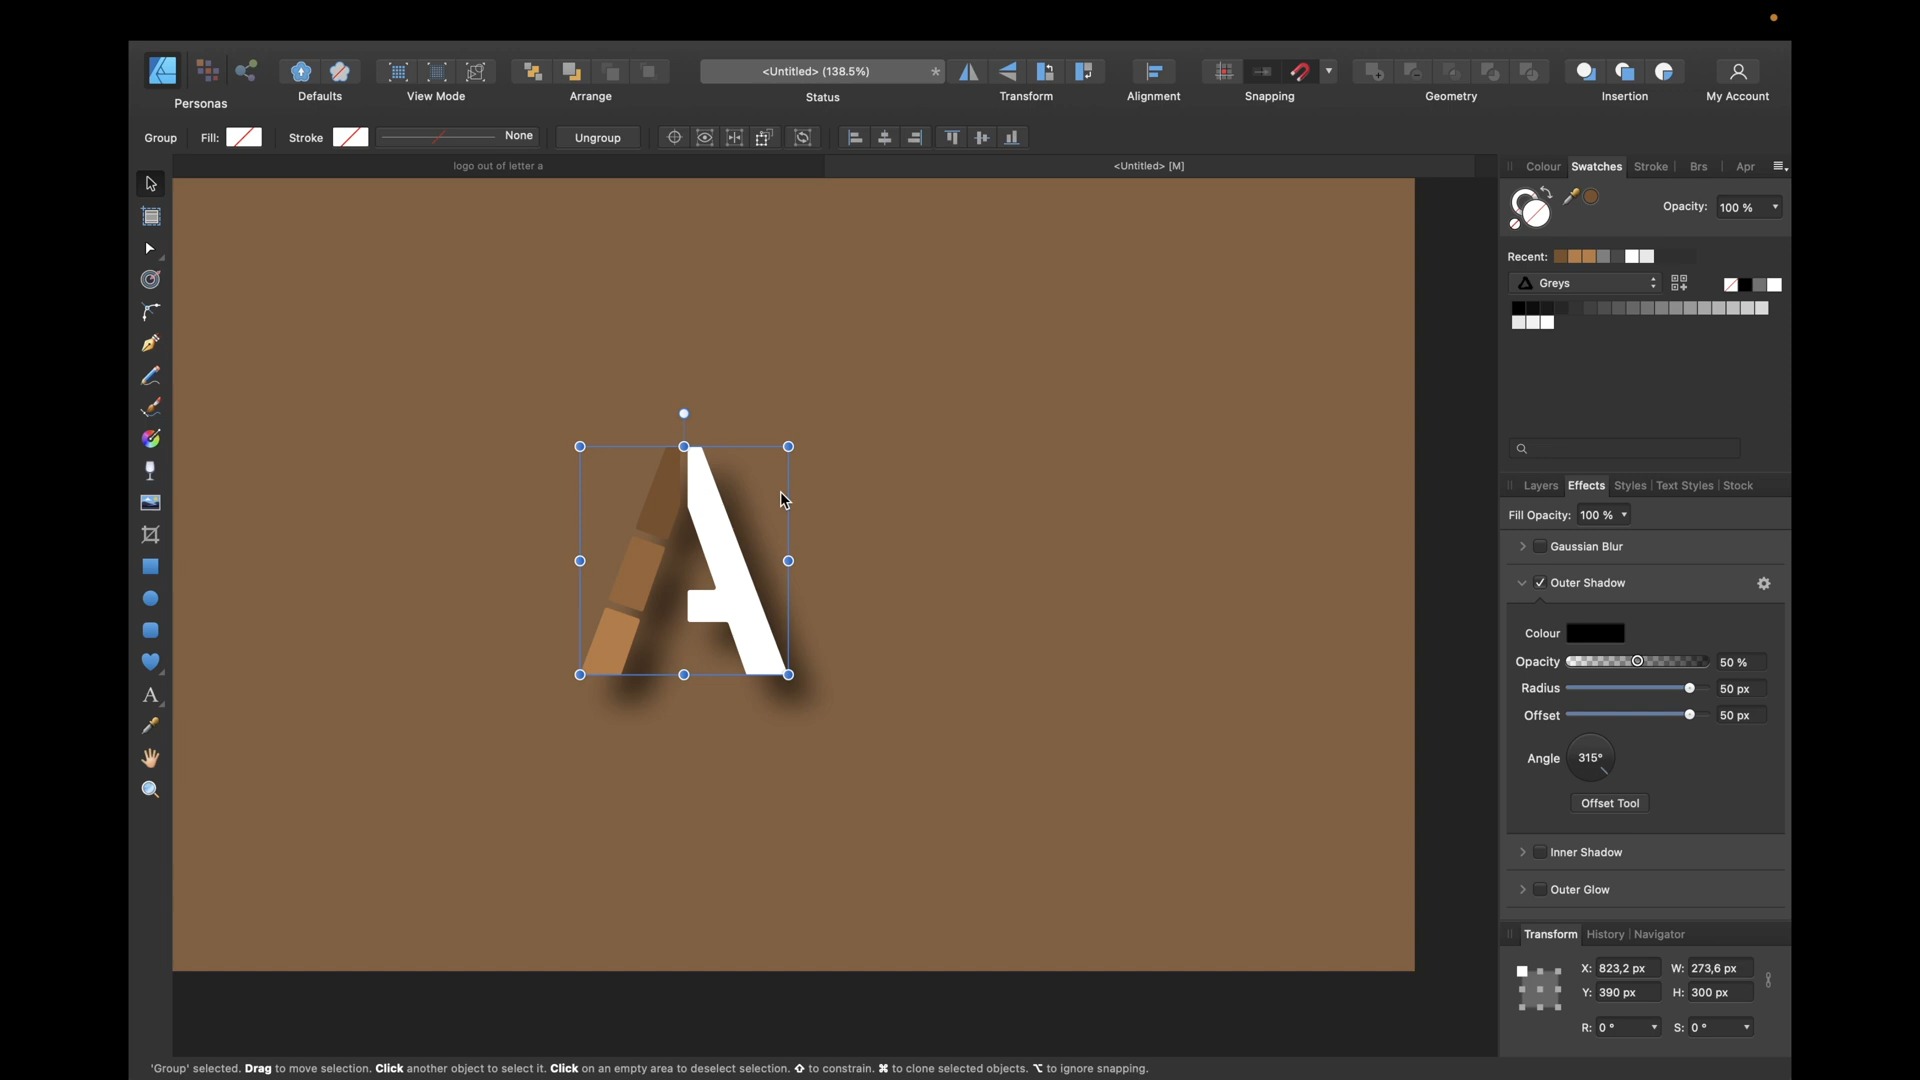 <Untitled> (138.5%) *
Personas
Defaults
View Mode
Arrange
Status
Transform
Alignment
Snapping
Geometry
Insertion
My Account
Group
Fill:
Stroke
None
Ungroup
logo out of letter a
<Untitled> [M]
Colour
Swatches
Stroke
Brs
Apr
Opacity:
100 %
Recent:
Greys
Layers
Effects
Styles
Text Styles
Stock
Fill Opacity:
100 %
Gaussian Blur
Outer Shadow
Colour
Opacity
50 %
Radius
50 px
Offset
50 px
Angle
315°
Offset Tool
Inner Shadow
Outer Glow
Transform
History
Navigator
X: 823,2 px
W: 273,6 px
Y: 390 px
H: 300 px
R: 0 °
S: 0 °
A
A
'Group' selected. Drag to move selection. Click another object to select it. Click on an empty area to deselect selection. ⇧ to constrain. ⌘ to clone selected objects. ⌥ to ignore snapping.